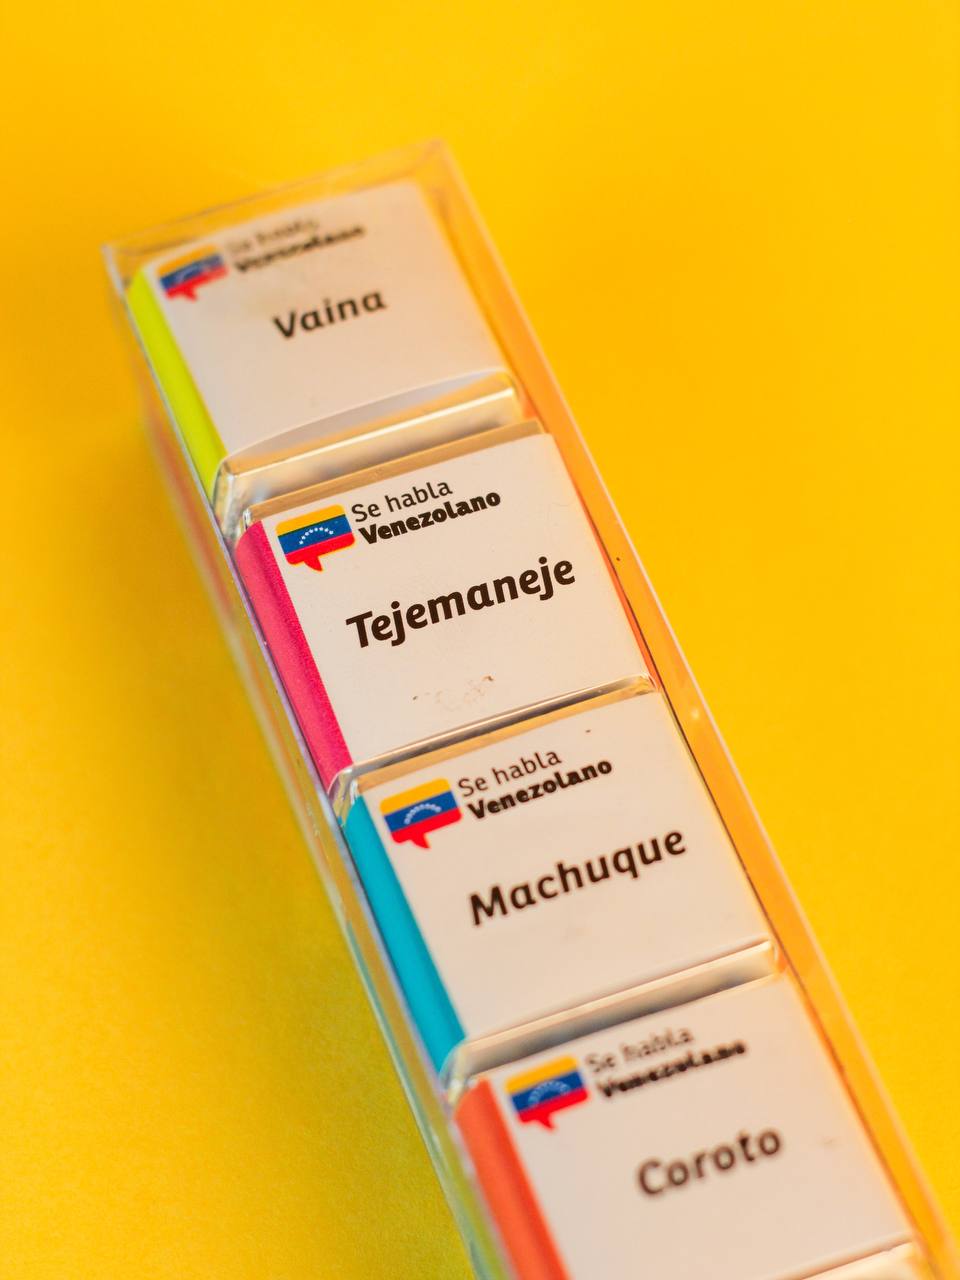 Se habla
Venezolano
Vaina
Se habla
Venezolano
Tejemaneje
Se habla
Venezolano
Machuque
Se habla
Venezolano
Coroto